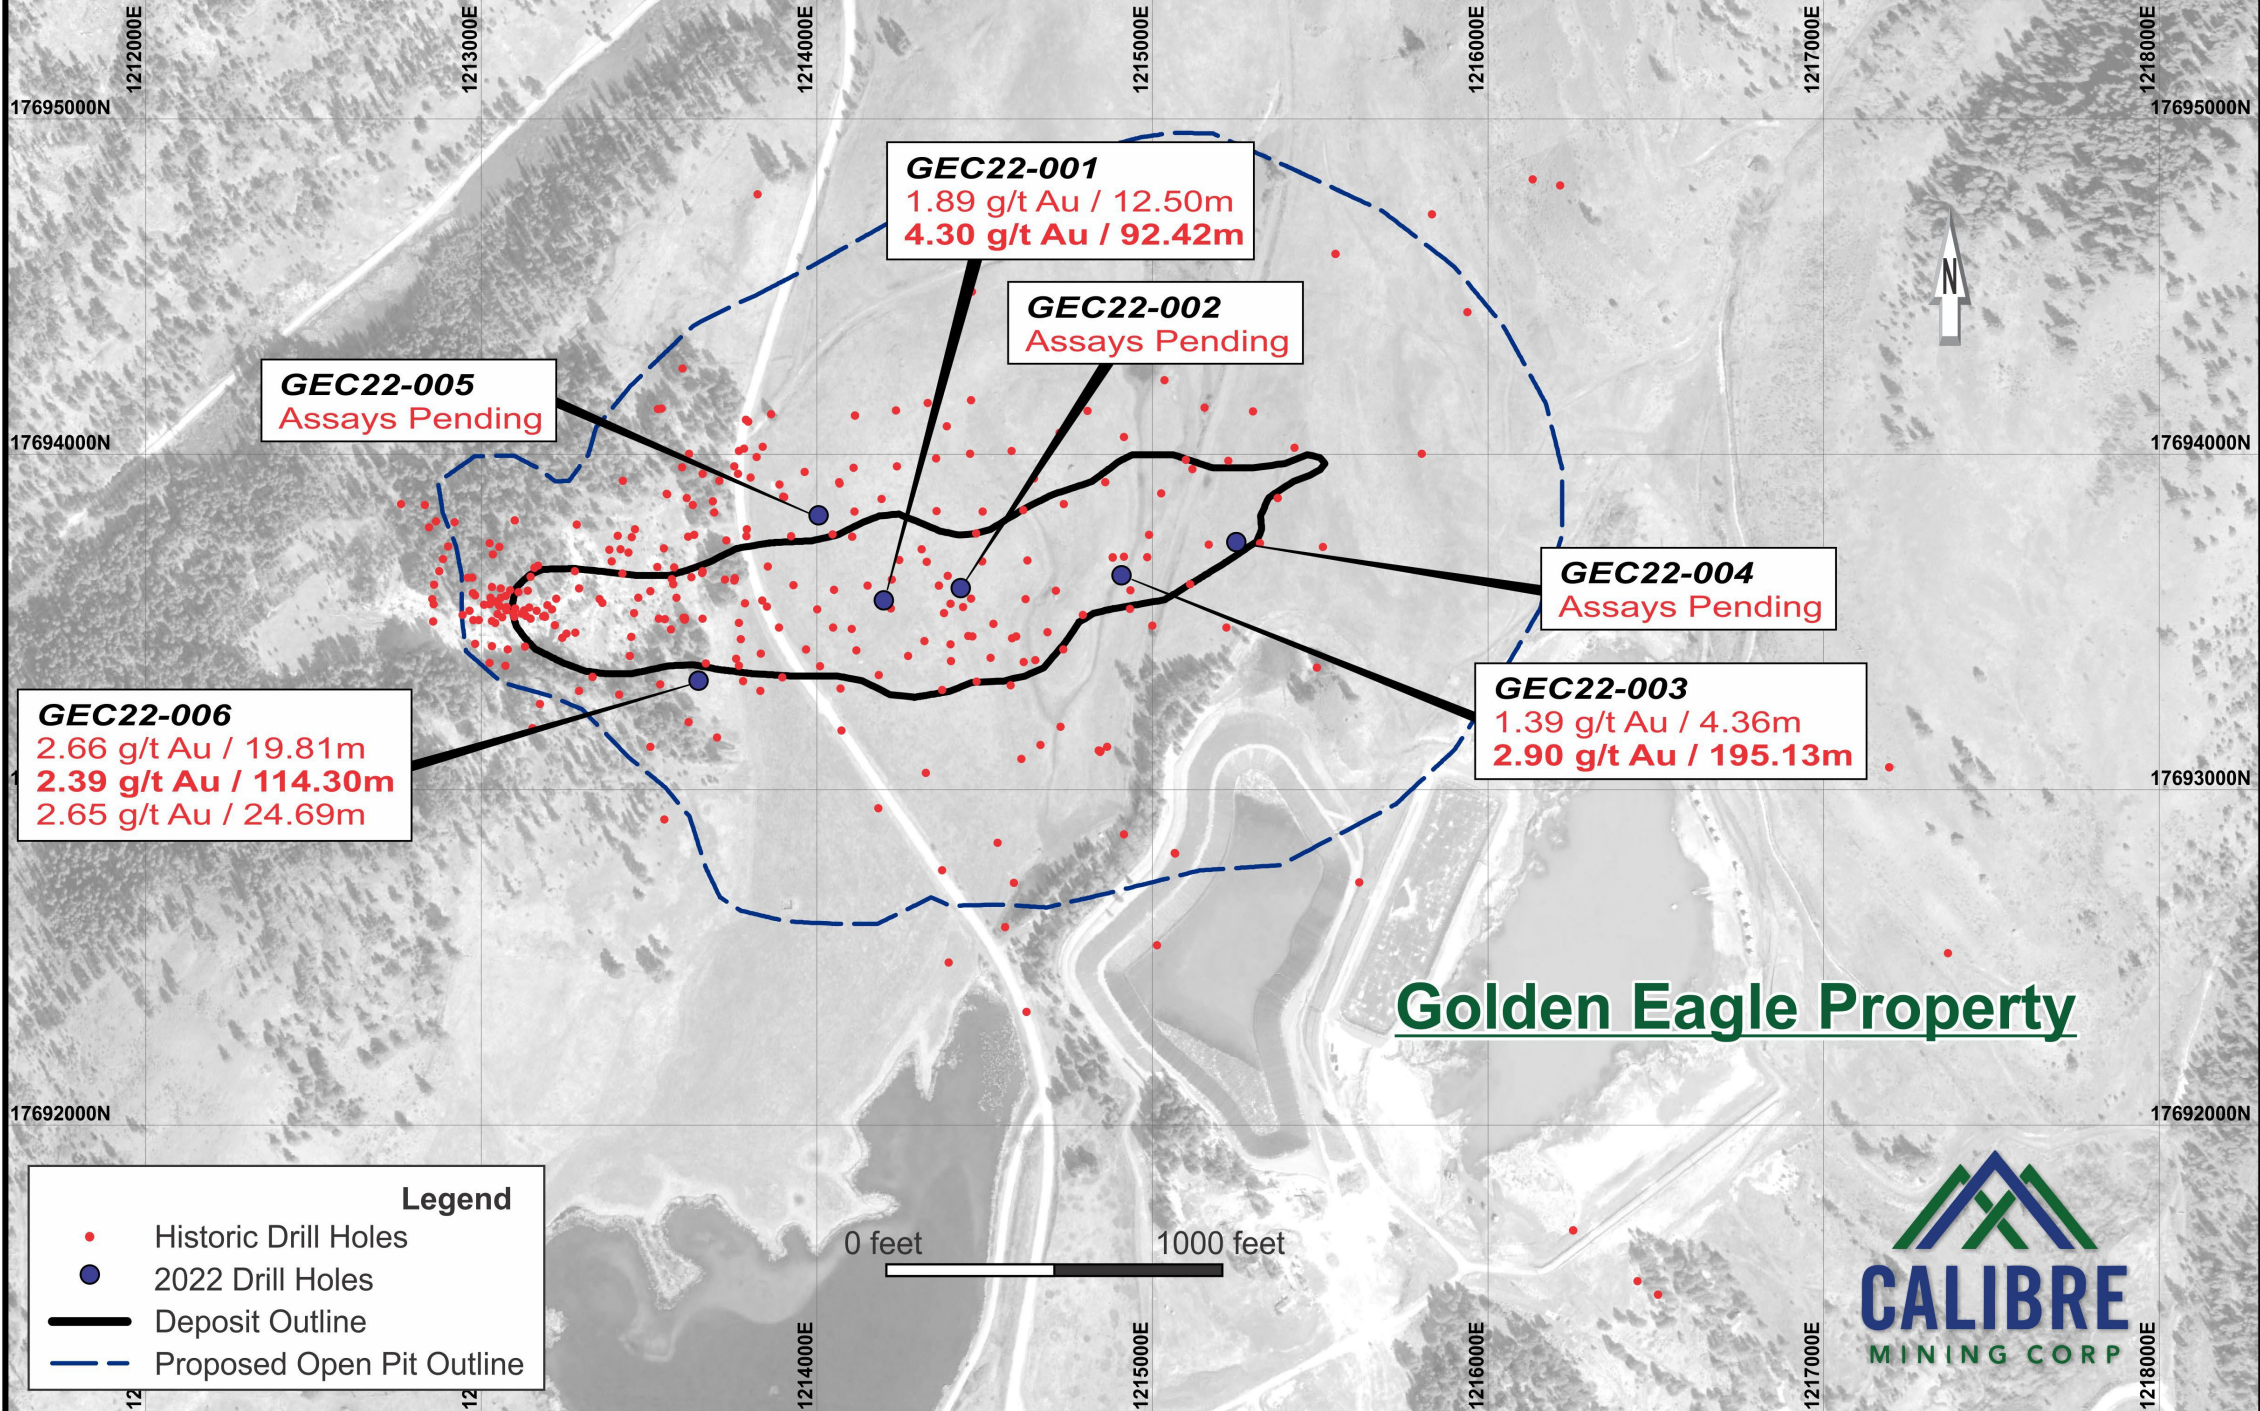 1212000E
1213000E
1214000E
1215000E
1216000E
1217000E
1218000E
17695000N
17695000N
GEC22-001
1.89 g/t Au / 12.50m
4.30 g/t Au / 92.42m
N
GEC22-002
Assays Pending
GEC22-005
Assays Pending
17694000N
17694000N
GEC22-004
Assays Pending
GEC22-003
1.39 g/t Au / 4.36m
2.90 g/t Au / 195.13m
GEC22-006
2.66 g/t Au / 19.81m
2.39 g/t Au / 114.30m
2.65 g/t Au / 24.69m
17693000N
Golden Eagle Property
17692000N
17692000N
Legend
Historic Drill Holes
2022 Drill Holes
Deposit Outline
Proposed Open Pit Outline
0 feet 1000 feet
CALIBRE
MINING CORP
1214000E
1215000E
1216000E
1217000E
1218000E